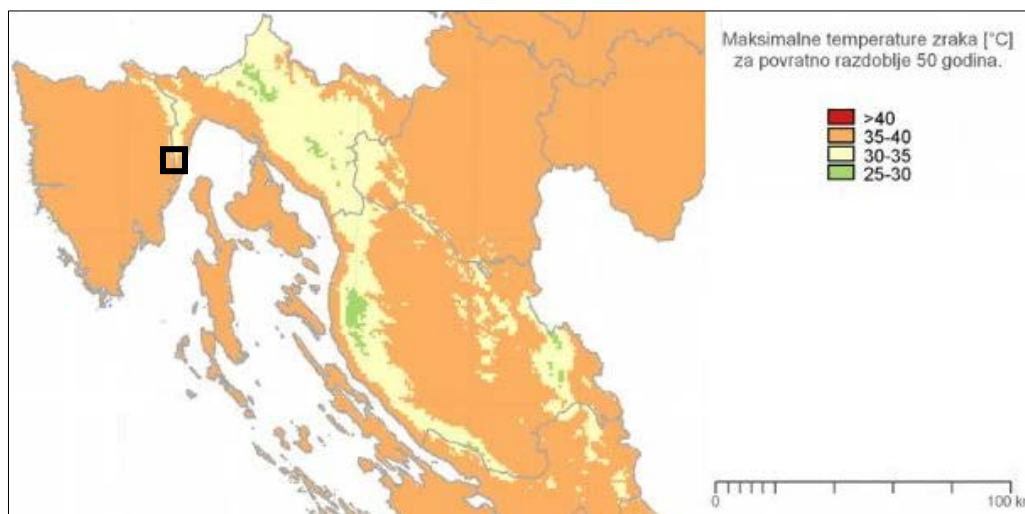 Maksimalne temperature zraka [°C]
za povratno razdoblje 50 godina.
>40
35-40
30-35
25-30
0
100 km